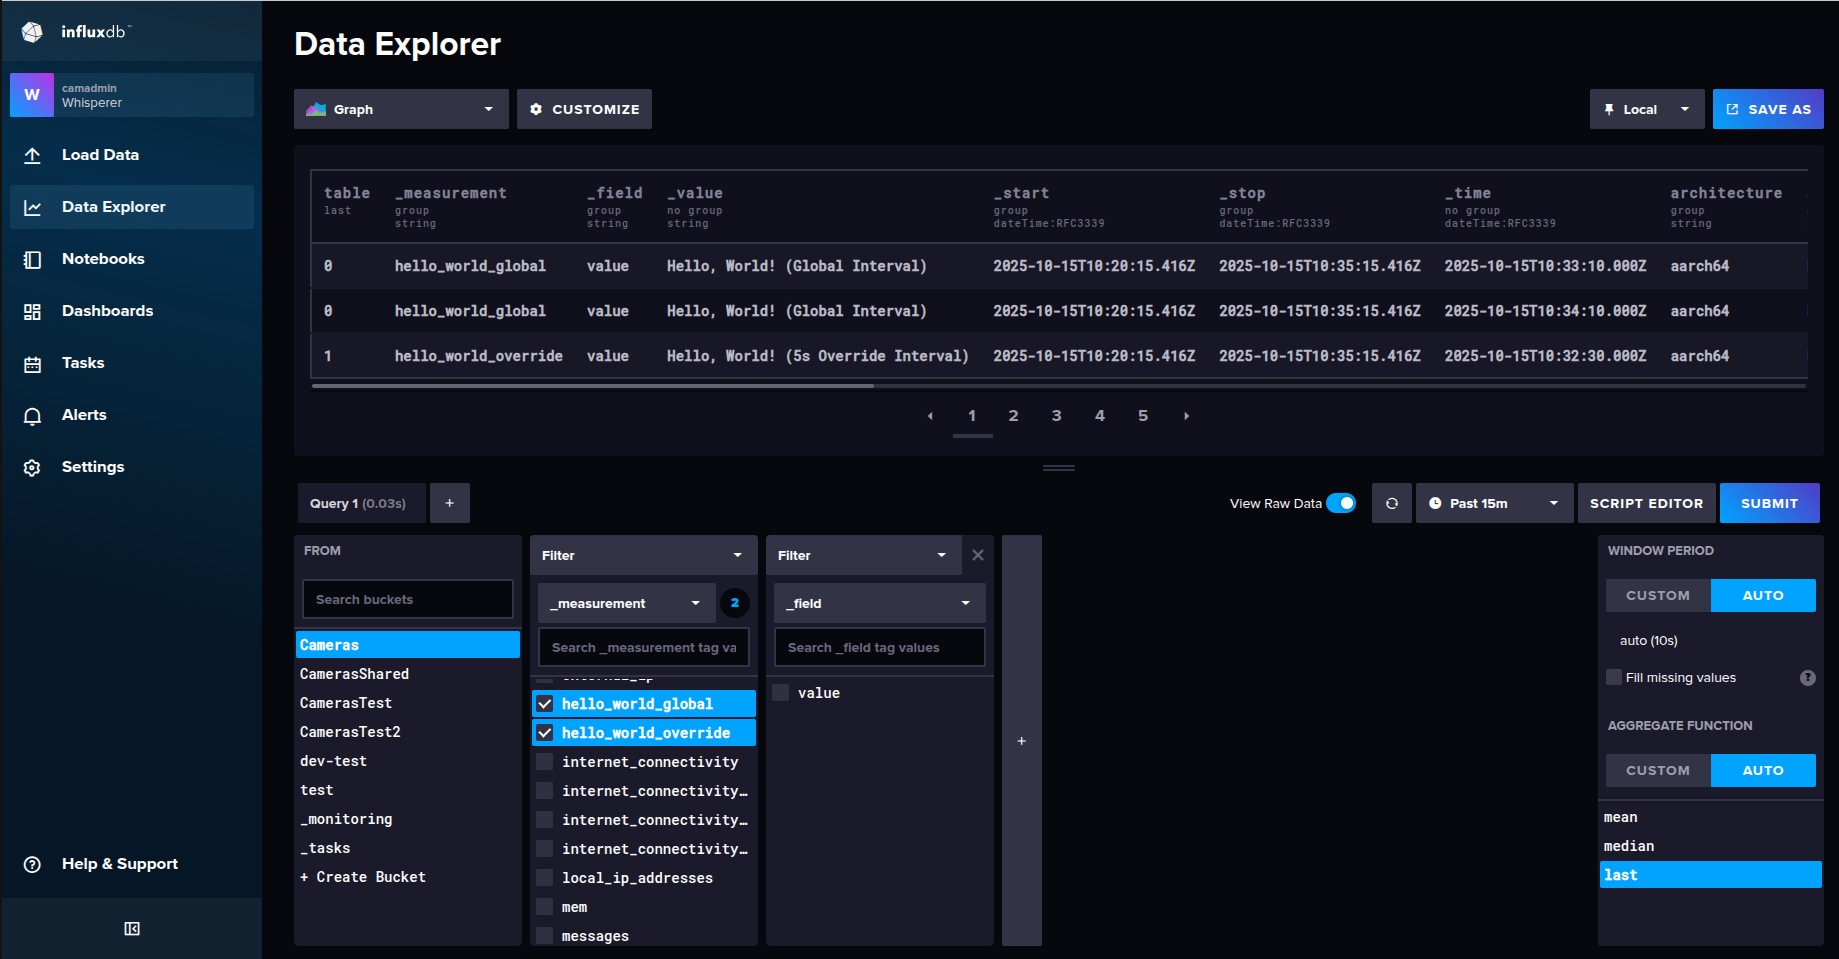 influxdb™
W
camadmin
Whisperer
Load Data
Data Explorer
Notebooks
Dashboards
Tasks
Alerts
Settings
Help & Support
Data Explorer
Graph
CUSTOMIZE
Local
SAVE AS
table _measurement _field _value _start _stop _time architecture
last group group no group group group no group group
string string string dateTime:RFC3339 dateTime:RFC3339 dateTime:RFC3339 string
0 hello_world_global value Hello, World! (Global Interval) 2025-10-15T10:20:15.416Z 2025-10-15T10:35:15.416Z 2025-10-15T10:33:10.000Z aarch64
0 hello_world_global value Hello, World! (Global Interval) 2025-10-15T10:20:15.416Z 2025-10-15T10:35:15.416Z 2025-10-15T10:34:10.000Z aarch64
1 hello_world_override value Hello, World! (5s Override Interval) 2025-10-15T10:20:15.416Z 2025-10-15T10:35:15.416Z 2025-10-15T10:32:30.000Z aarch64
1 2 3 4 5
Query 1 (0.03s)
+
View Raw Data
Past 15m
SCRIPT EDITOR
SUBMIT
FROM
Search buckets
Cameras
CamerasShared
CamerasTest
CamerasTest2
dev-test
test
_monitoring
_tasks
+ Create Bucket
Filter
_measurement
2
Search _measurement tag va
hello_world_global
hello_world_override
internet_connectivity
internet_connectivity…
internet_connectivity…
internet_connectivity…
local_ip_addresses
mem
messages
Filter
_field
Search _field tag values
value
+
WINDOW PERIOD
CUSTOM
AUTO
auto (10s)
Fill missing values
?
AGGREGATE FUNCTION
CUSTOM
AUTO
mean
median
last